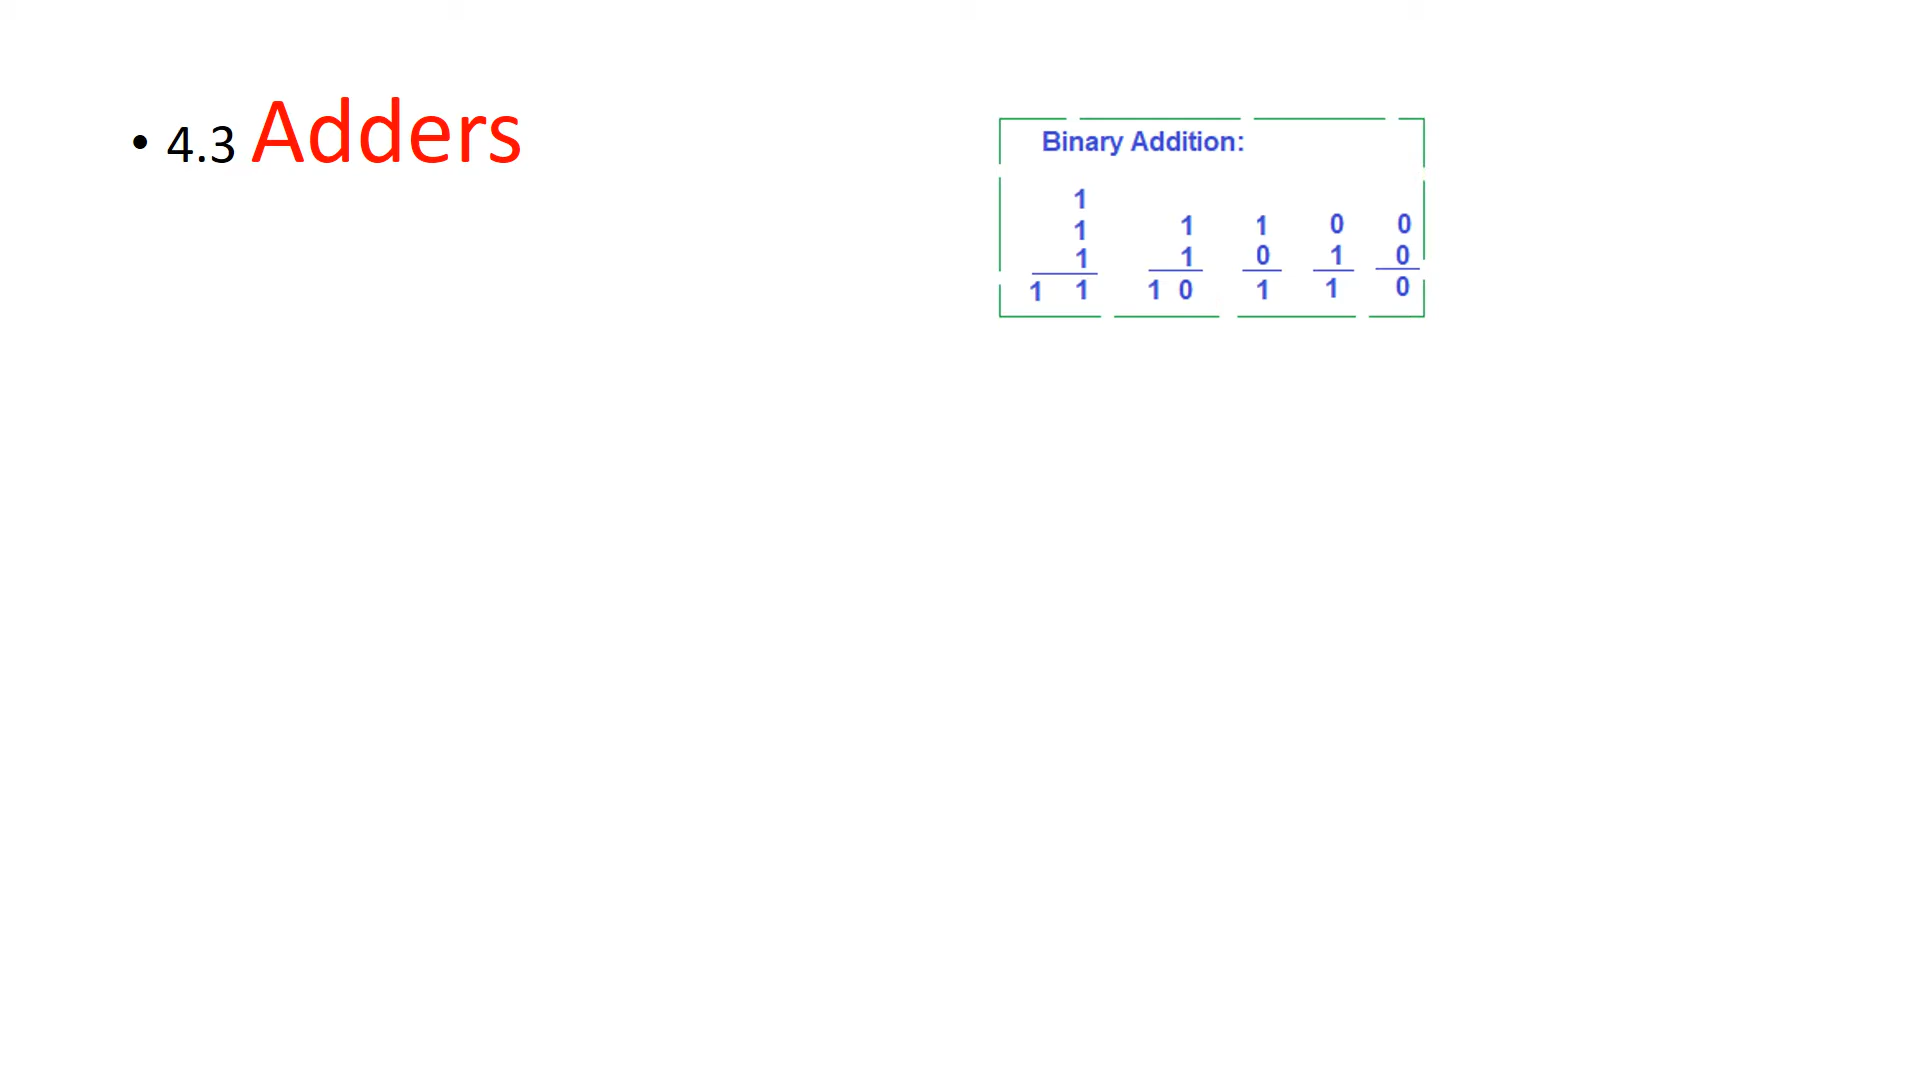 • 4.3 Adders
Binary Addition:
1
1 1 1 0 0
1 1 0 1 0
1 1 1 0 1 1 0